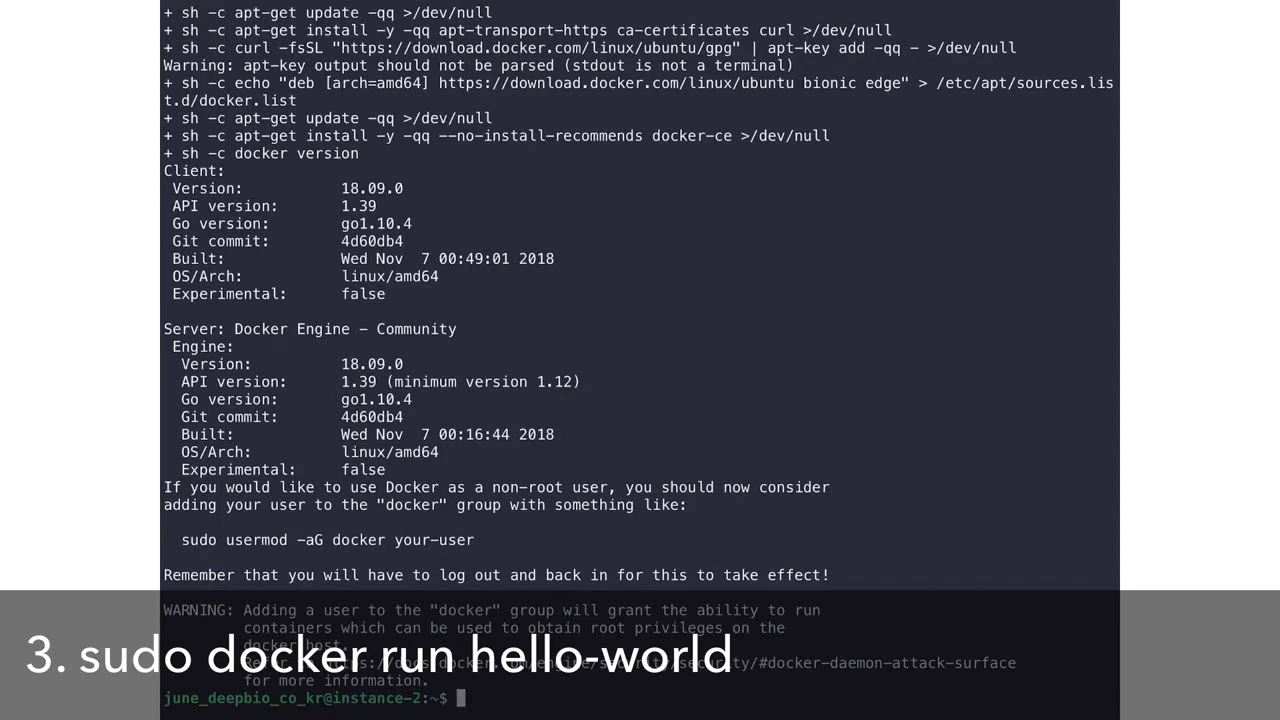 + sh -c apt-get update -qq >/dev/null
+ sh -c apt-get install -y -qq apt-transport-https ca-certificates curl >/dev/null
+ sh -c curl -fsSL "https://download.docker.com/linux/ubuntu/gpg" | apt-key add -qq - >/dev/null
Warning: apt-key output should not be parsed (stdout is not a terminal)
+ sh -c echo "deb [arch=amd64] https://download.docker.com/linux/ubuntu bionic edge" > /etc/apt/sources.lis
t.d/docker.list
+ sh -c apt-get update -qq >/dev/null
+ sh -c apt-get install -y -qq --no-install-recommends docker-ce >/dev/null
+ sh -c docker version
Client:
Version: 18.09.0
API version: 1.39
Go version: go1.10.4
Git commit: 4d60db4
Built: Wed Nov  7 00:49:01 2018
OS/Arch: linux/amd64
Experimental: false
Server: Docker Engine - Community
Engine:
Version: 18.09.0
API version: 1.39 (minimum version 1.12)
Go version: go1.10.4
Git commit: 4d60db4
Built: Wed Nov  7 00:16:44 2018
OS/Arch: linux/amd64
Experimental: false
If you would like to use Docker as a non-root user, you should now consider
adding your user to the "docker" group with something like:
sudo usermod -aG docker your-user
Remember that you will have to log out and back in for this to take effect!
WARNING: Adding a user to the "docker" group will grant the ability to run
containers which can be used to obtain root privileges on the
docker host.
3. sudo docker run hello-world
security/#docker-daemon-attack-surface
for more information.
june_deepbio_co_kr@instance-2:~$